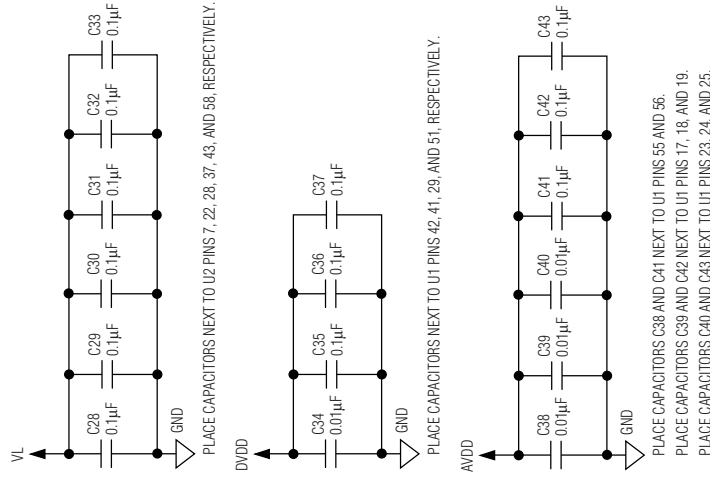 VL
C28
0.1µF
C29
0.1µF
C30
0.1µF
C31
0.1µF
C32
0.1µF
C33
0.1µF
GND
PLACE CAPACITORS NEXT TO U2 PINS 7, 22, 28, 37, 43, AND 58, RESPECTIVELY.
DVDD
C34
0.01µF
C35
0.1µF
C36
0.1µF
C37
0.1µF
GND
PLACE CAPACITORS NEXT TO U1 PINS 42, 41, 29, AND 51, RESPECTIVELY.
AVDD
C38
0.01µF
C39
0.01µF
C40
0.01µF
C41
0.1µF
C42
0.1µF
C43
0.1µF
GND
PLACE CAPACITORS C38 AND C41 NEXT TO U1 PINS 55 AND 56.
PLACE CAPACITORS C39 AND C42 NEXT TO U1 PINS 17, 18, AND 19.
PLACE CAPACITORS C40 AND C43 NEXT TO U1 PINS 23, 24, AND 25.